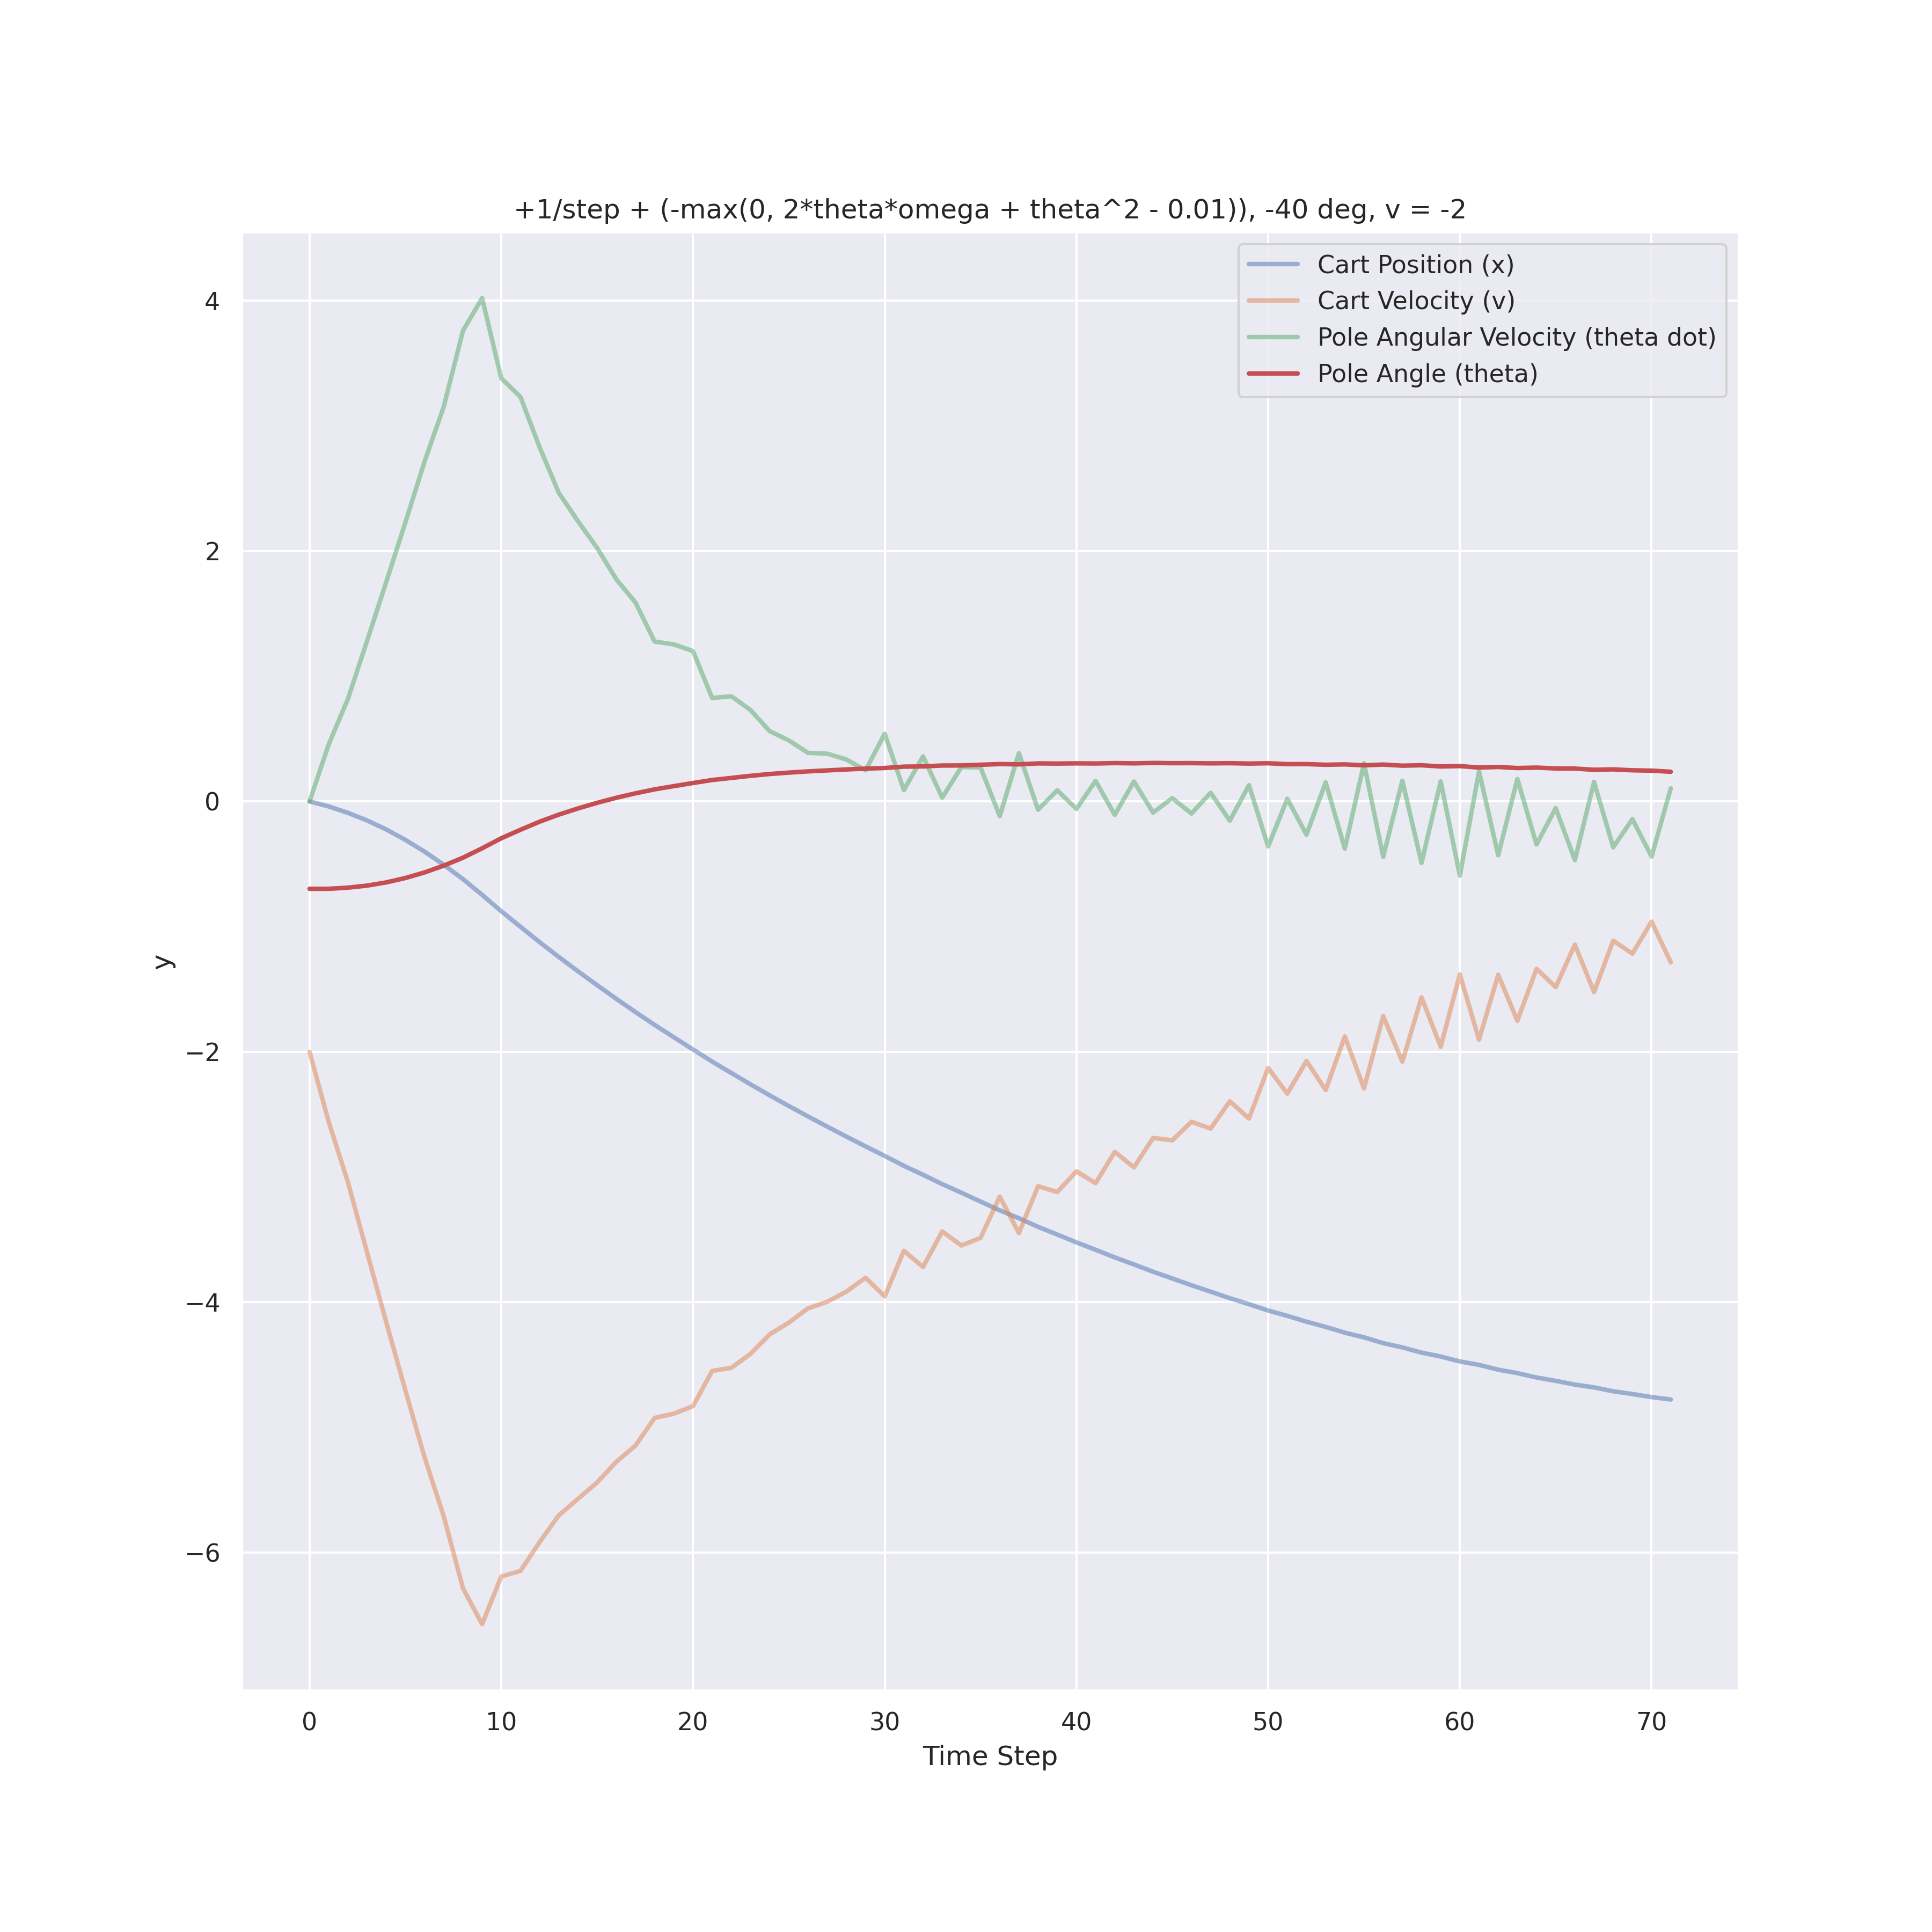 +1/step + (-max(0, 2*theta*omega + theta^2 - 0.01)), -40 deg, v = -2
Cart Position (x)
Cart Velocity (v)
Pole Angular Velocity (theta dot)
Pole Angle (theta)
4
2
0
−2
−4
−6
y
0 10 20 30 40 50 60 70
Time Step